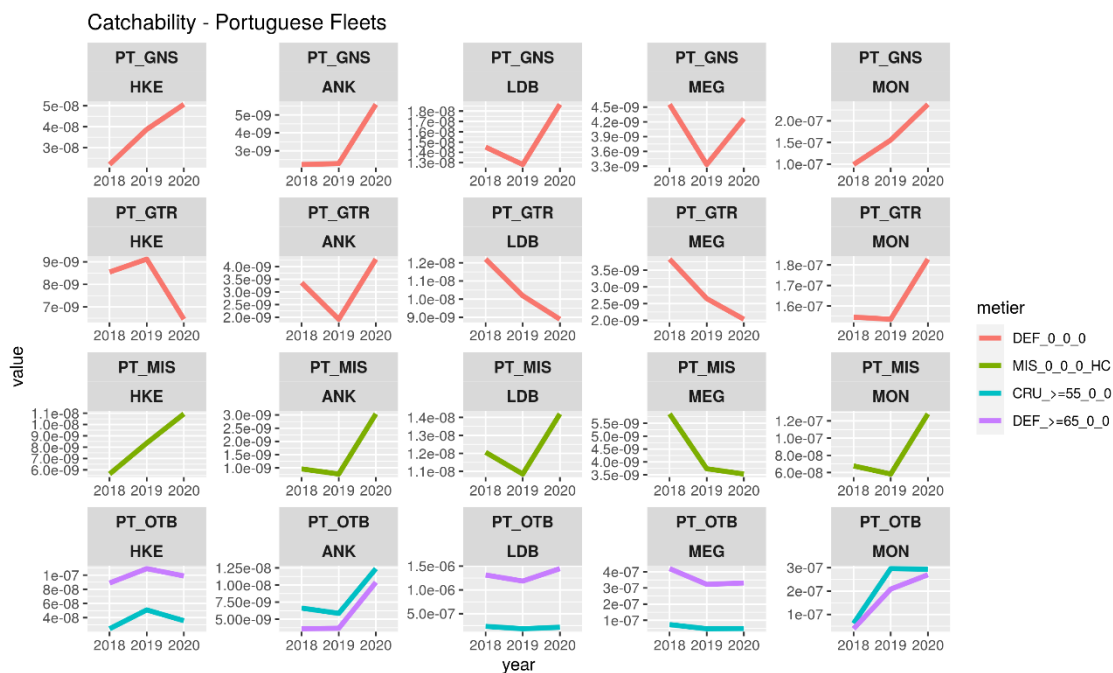 Catchability - Portuguese Fleets
PT_GNS PT_GNS PT_GNS PT_GNS PT_GNS
HKE ANK LDB MEG MON
5e-08
4e-08
3e-08
5e-09
3e-09
1.8e-08
1.7e-08
1.6e-08
1.5e-08
1.4e-08
1.3e-08
4.5e-09
4.2e-09
3.9e-09
3.6e-09
3.3e-09
2.0e-07
1.5e-07
1.0e-07
2018 2019 2020 2018 2019 2020 2018 2019 2020 2018 2019 2020 2018 2019 2020
PT_GTR PT_GTR PT_GTR PT_GTR PT_GTR
HKE ANK LDB MEG MON
9e-09
8e-09
7e-09
4.0e-09
3.5e-09
3.0e-09
2.5e-09
2.0e-09
1.2e-08
1.1e-08
1.0e-08
9.0e-09
3.5e-09
3.0e-09
2.5e-09
2.0e-09
1.8e-07
1.7e-07
1.6e-07
2018 2019 2020 2018 2019 2020 2018 2019 2020 2018 2019 2020 2018 2019 2020
PT_MIS PT_MIS PT_MIS PT_MIS PT_MIS
HKE ANK LDB MEG MON
1.1e-08
1.0e-08
9.0e-09
8.0e-09
7.0e-09
6.0e-09
3.0e-09
2.5e-09
2.0e-09
1.5e-09
1.0e-09
1.4e-08
1.3e-08
1.2e-08
1.1e-08
5.5e-09
5.0e-09
4.5e-09
4.0e-09
3.5e-09
1.2e-07
1.0e-07
8.0e-08
6.0e-08
2018 2019 2020 2018 2019 2020 2018 2019 2020 2018 2019 2020 2018 2019 2020
PT_OTB PT_OTB PT_OTB PT_OTB PT_OTB
HKE ANK LDB MEG MON
1e-07
8e-08
6e-08
4e-08
1.25e-08
1.00e-08
7.50e-09
5.00e-09
1.5e-06
1.0e-06
5.0e-07
4e-07
3e-07
2e-07
1e-07
3e-07
2e-07
1e-07
2018 2019 2020 2018 2019 2020 2018 2019 2020 2018 2019 2020 2018 2019 2020
value
year
metier
DEF_0_0_0
MIS_0_0_0_HC
CRU_>=55_0_0
DEF_>=65_0_0